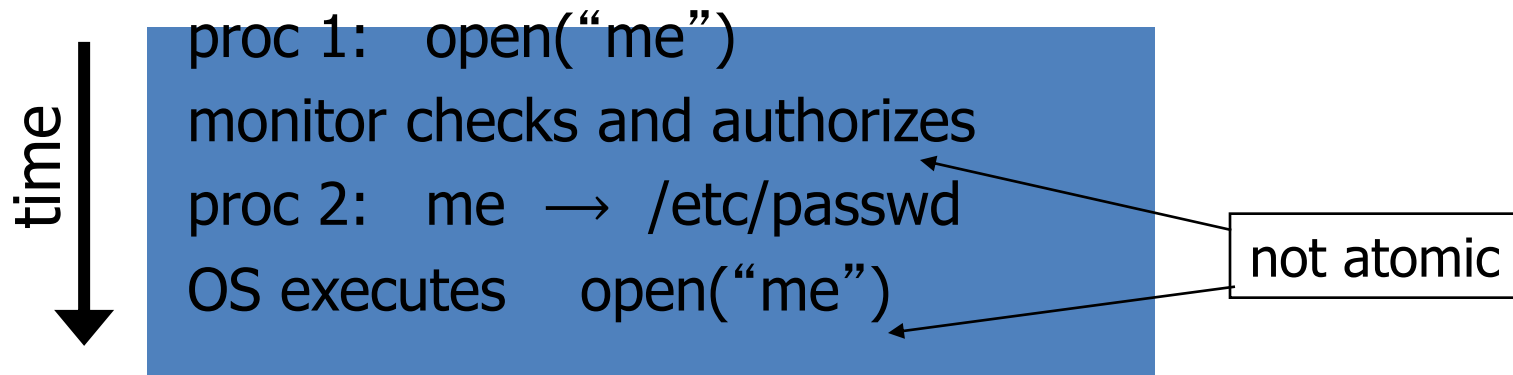 time
proc 1: open(“me”)
monitor checks and authorizes
proc 2: me → /etc/passwd
OS executes open(“me”)
not atomic